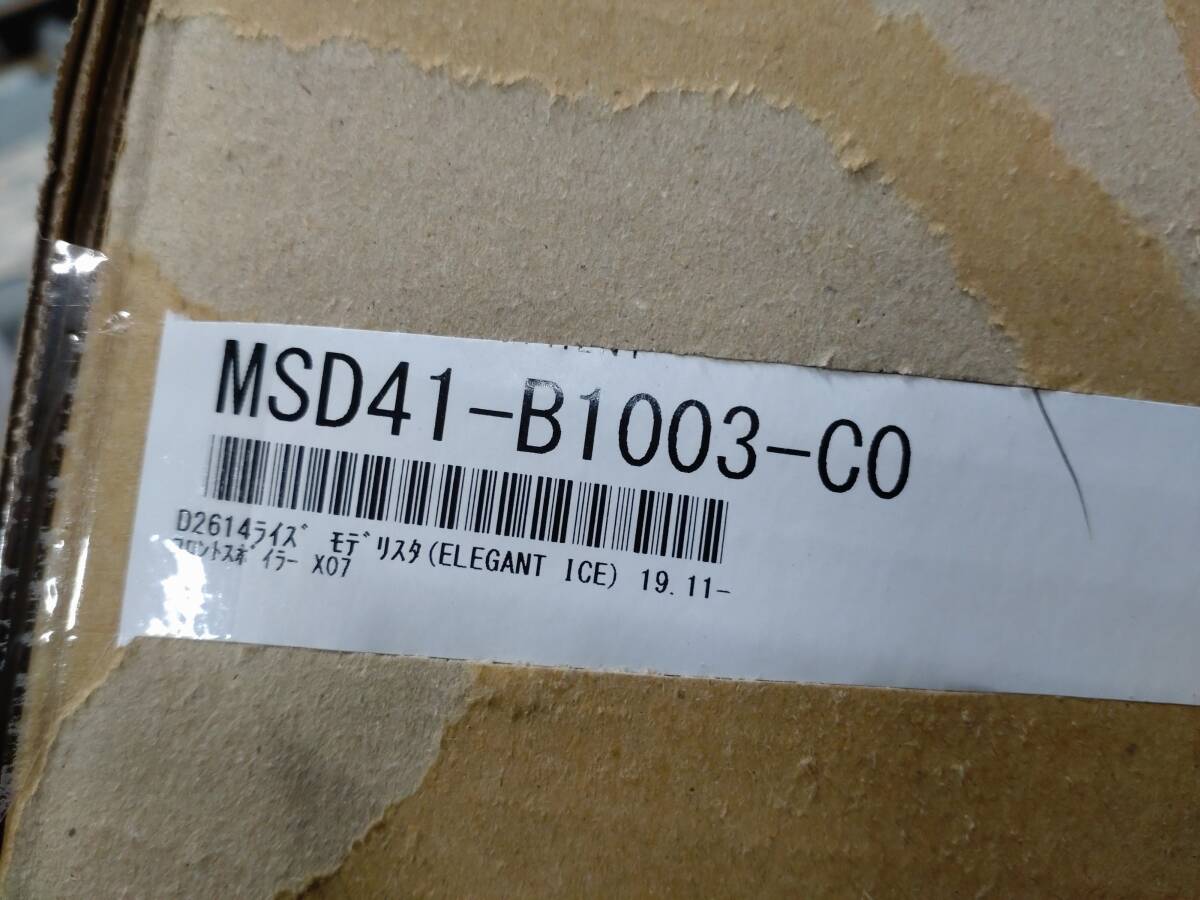 MSD41-B1003-C0
D2614ﾗｲｽﾞ ﾓﾃﾞﾘｽﾀ(ELEGANT ICE) 19.11-
ﾌﾛﾝﾄｽﾎﾟｲﾗｰ X07